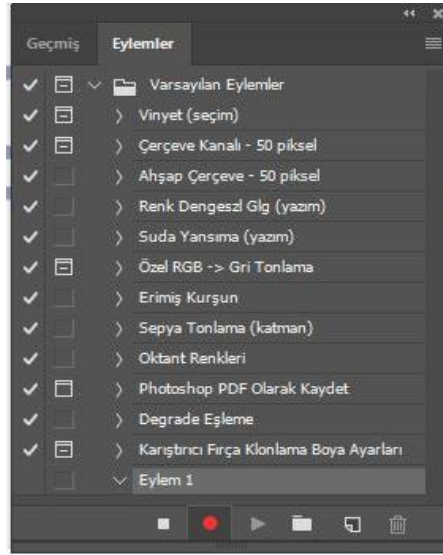 Geçmiş Eylemler
Varsayılan Eylemler
Vinyet (seçim)
Çerçeve Kanalı - 50 piksel
Ahşap Çerçeve - 50 piksel
Renk Dengeszl Glg (yazım)
Suda Yansıma (yazım)
Özel RGB -> Gri Tonlama
Erimiş Kurşun
Sepya Tonlama (katman)
Oktant Renkleri
Photoshop PDF Olarak Kaydet
Degrade Eşleme
Karıştırıcı Fırça Klonlama Boya Ayarları
Eylem 1